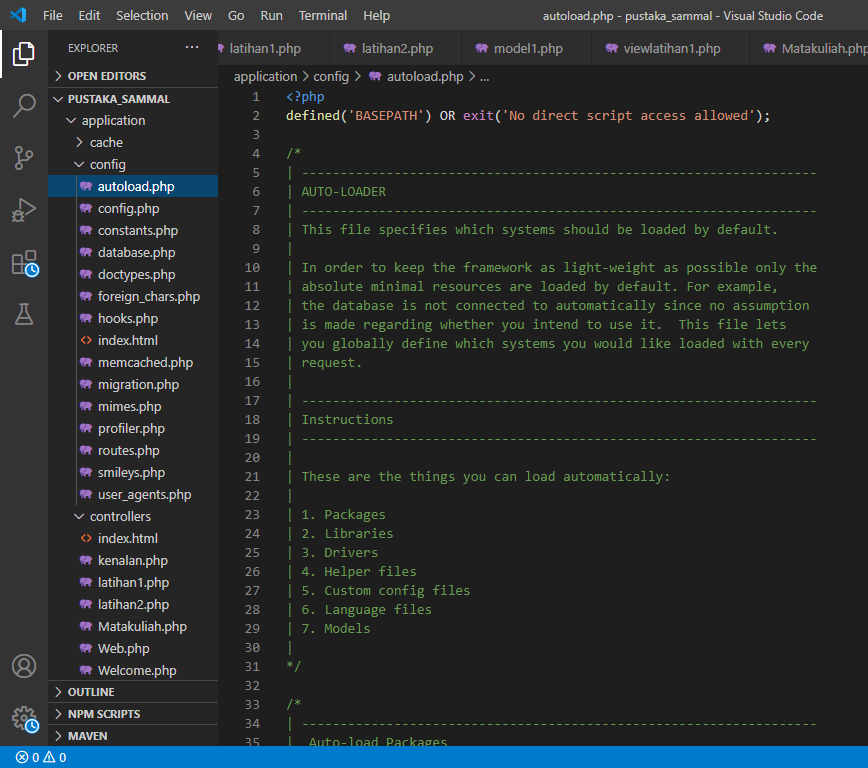 File Edit Selection View Go Run Terminal Help autoload.php - pustaka_sammal - Visual Studio Code
EXPLORER ···
OPEN EDITORS
PUSTAKA_SAMMAL
application
cache
config
autoload.php
config.php
constants.php
database.php
doctypes.php
foreign_chars.php
hooks.php
index.html
memcached.php
migration.php
mimes.php
profiler.php
routes.php
smileys.php
user_agents.php
controllers
index.html
kenalan.php
latihan1.php
latihan2.php
Matakuliah.php
Web.php
Welcome.php
OUTLINE
NPM SCRIPTS
MAVEN
latihan1.php latihan2.php model1.php viewlatihan1.php Matakuliah.php
application > config > autoload.php > ...
1 <?php
2 defined('BASEPATH') OR exit('No direct script access allowed');
3
4 /*
5 | -------------------------------------------------------------------
6 | AUTO-LOADER
7 | -------------------------------------------------------------------
8 | This file specifies which systems should be loaded by default.
9 |
10 | In order to keep the framework as light-weight as possible only the
11 | absolute minimal resources are loaded by default. For example,
12 | the database is not connected to automatically since no assumption
13 | is made regarding whether you intend to use it.  This file lets
14 | you globally define which systems you would like loaded with every
15 | request.
16 |
17 | -------------------------------------------------------------------
18 | Instructions
19 | -------------------------------------------------------------------
20 |
21 | These are the things you can load automatically:
22 |
23 | 1. Packages
24 | 2. Libraries
25 | 3. Drivers
26 | 4. Helper files
27 | 5. Custom config files
28 | 6. Language files
29 | 7. Models
30 |
31 */
32
33 /*
34 | -------------------------------------------------------------------
35 |  Auto-load Packages
0 0